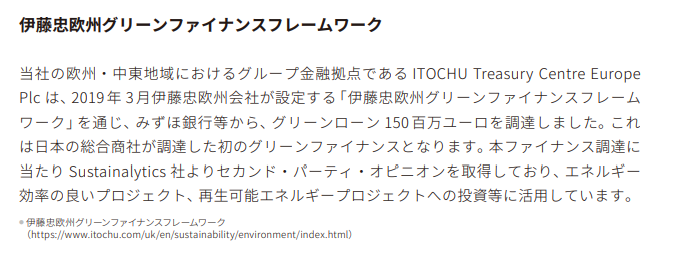 伊藤忠欧州グリーンファイナンスフレームワーク
当社の欧州・中東地域におけるグループ金融拠点である ITOCHU Treasury Centre Europe
Plc は、2019 年 3 月伊藤忠欧州会社が設定する「伊藤忠欧州グリーンファイナンスフレーム
ワーク」を通じ、みずほ銀行等から、グリーンローン 150 百万ユーロを調達しました。これ
は日本の総合商社が調達した初のグリーンファイナンスとなります。本ファイナンス調達に
当たり Sustainalytics 社よりセカンド・パーティ・オピニオンを取得しており、エネルギー
効率の良いプロジェクト、再生可能エネルギープロジェクトへの投資等に活用しています。
* 伊藤忠欧州グリーンファイナンスフレームワーク
（https://www.itochu.com/uk/en/sustainability/environment/index.html）